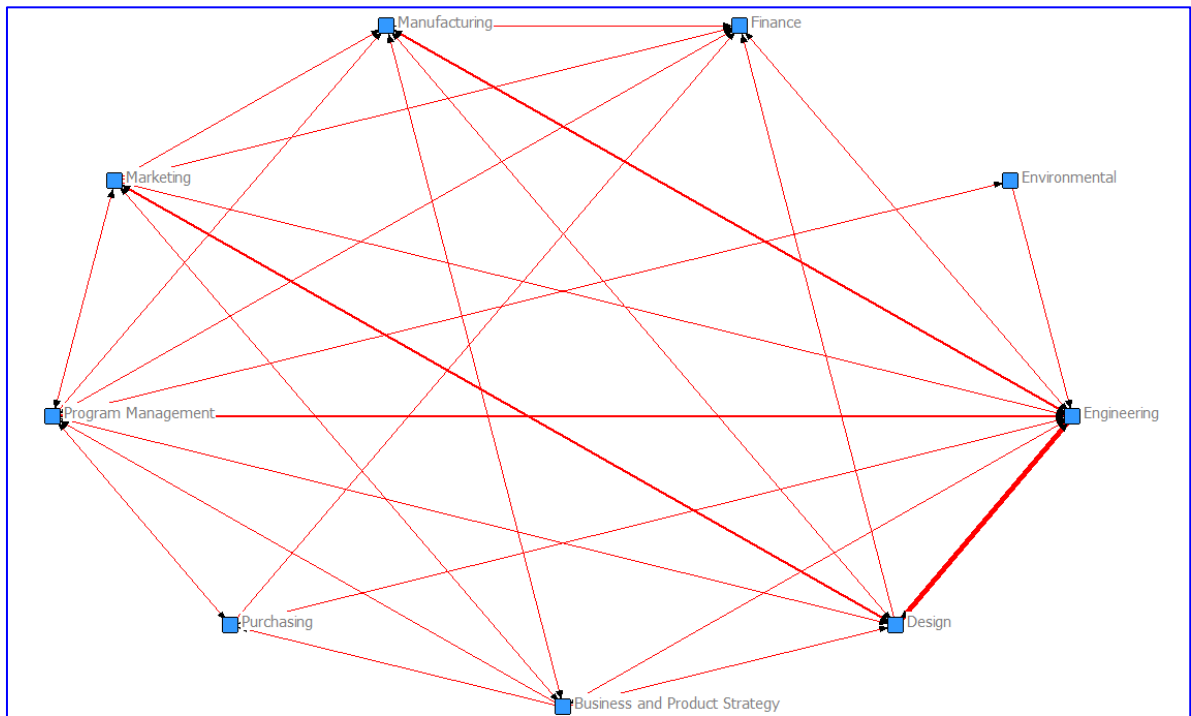 Manufacturing
Finance
Marketing
Environmental
Program Management
Engineering
Purchasing
Design
Business and Product Strategy